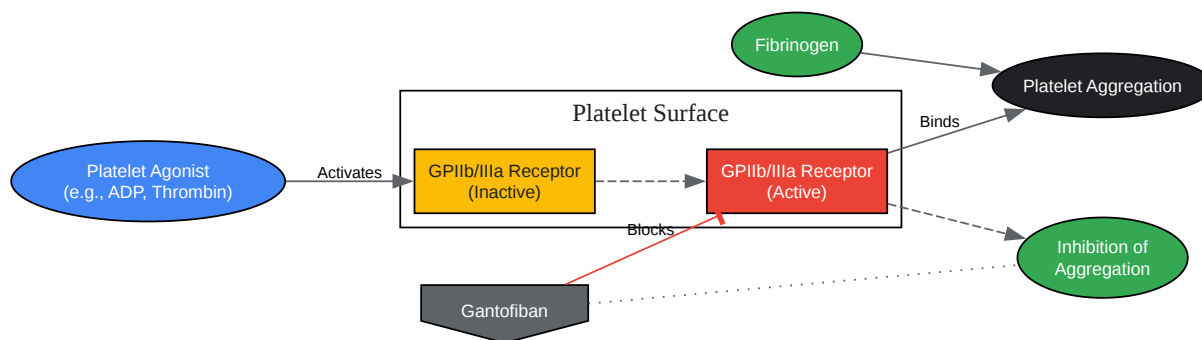 Fibrinogen
Platelet Aggregation
Platelet Surface
Binds
Platelet Agonist
(e.g., ADP, Thrombin)
Activates
GPIIb/IIIa Receptor
(Inactive)
GPIIb/IIIa Receptor
(Active)
Blocks
Inhibition of
Aggregation
Gantofiban